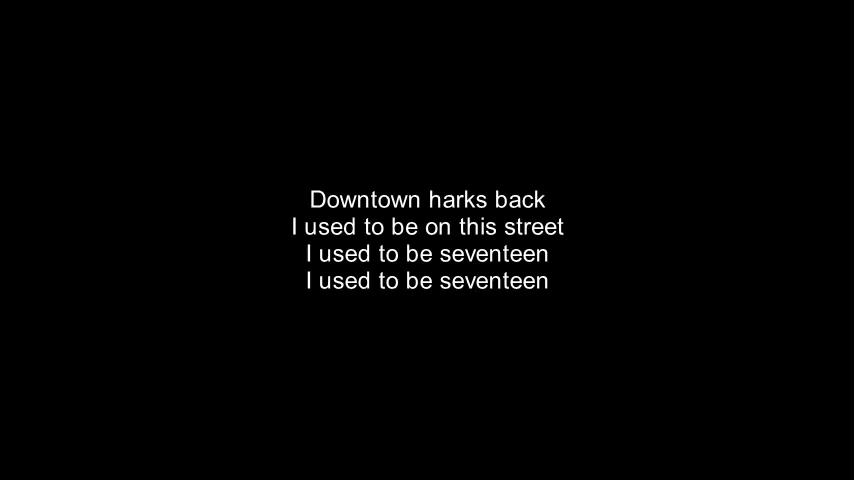 Downtown harks back
I used to be on this street
I used to be seventeen
I used to be seventeen